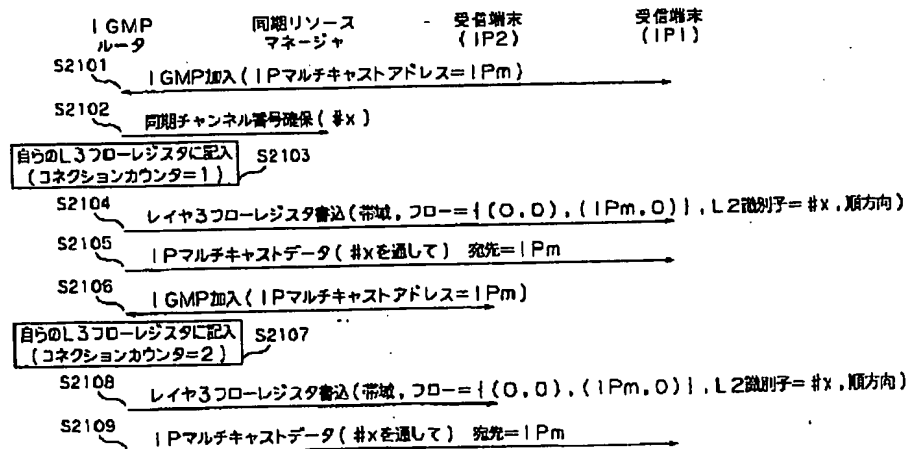 IGMP
ルータ
同期リソース
マネージャ
受信端末
(IP2)
受信端末
(IP1)
S2101
IGMP加入(IPマルチキャストアドレス=IPm)
S2102
同期チャンネル番号確保(#x)
自らのL3フローレジスタに記入
(コネクションカウンタ=1)
S2103
S2104
レイヤ3フローレジスタ書込(帯域,フロー={(0,0),(IPm,0)},L2識別子=#x,順方向)
S2105
IPマルチキャストデータ(#xを通して) 宛先=IPm
S2106
IGMP加入(IPマルチキャストアドレス=IPm)
自らのL3フローレジスタに記入
(コネクションカウンタ=2)
S2107
S2108
レイヤ3フローレジスタ書込(帯域,フロー={(0,0),(IPm,0)},L2識別子=#x,順方向)
S2109
IPマルチキャストデータ(#xを通して) 宛先=IPm